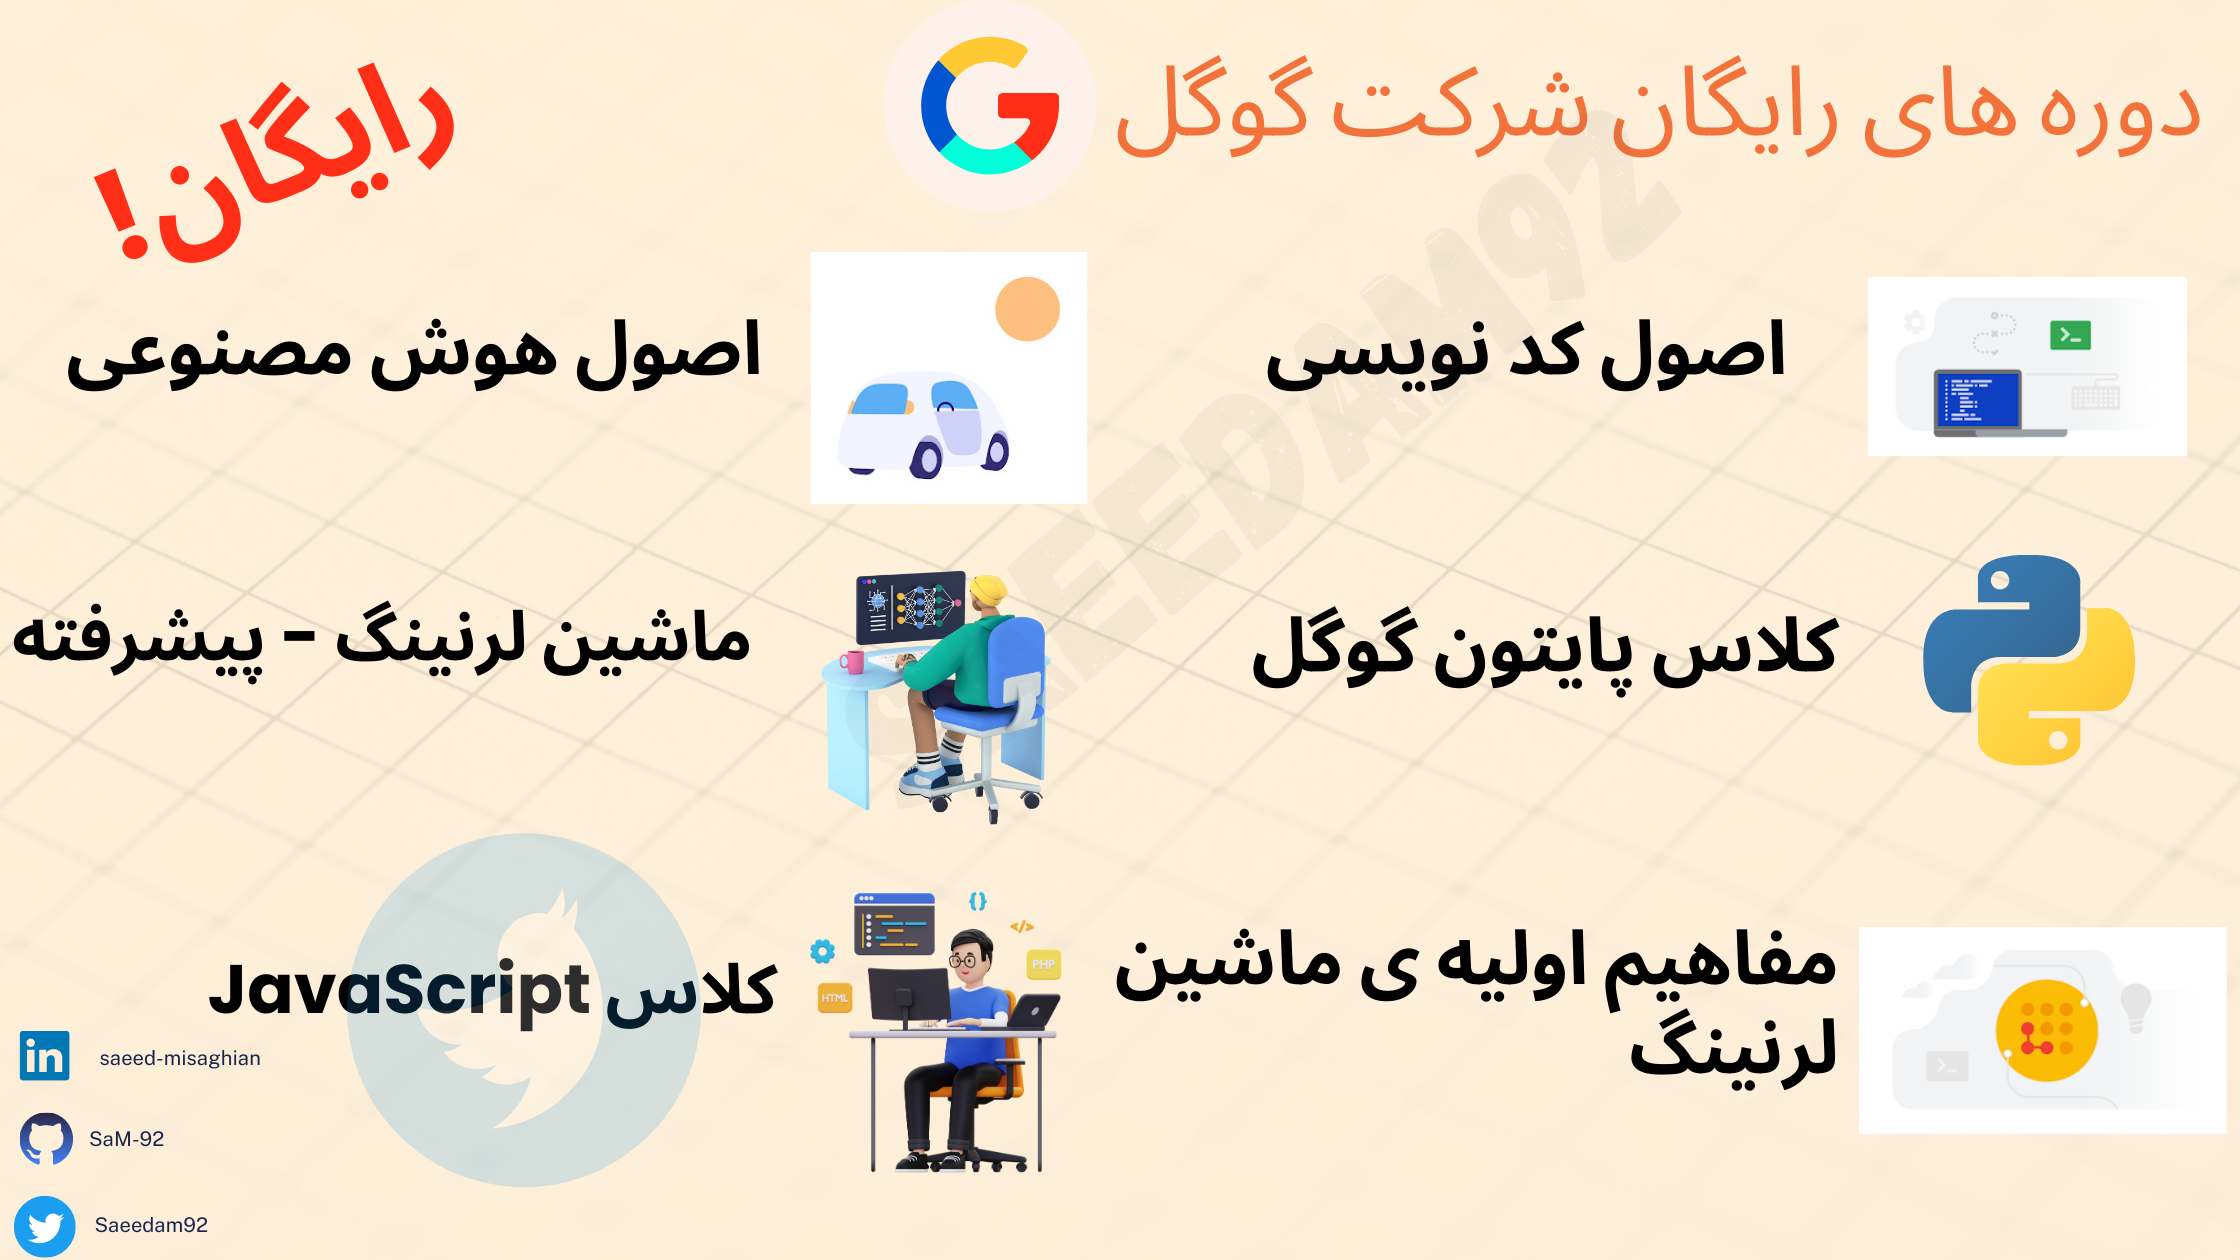 دوره های رایگان شرکت گوگل
رایگان!
اصول کد نویسی
اصول هوش مصنوعی
کلاس پایتون گوگل
ماشین لرنینگ - پیشرفته
مفاهیم اولیه ی ماشین
لرنینگ
کلاس JavaScript
HTML
PHP
</>
{}
>_
in saeed-misaghian
SaM-92
Saeedam92
SAEEDAM92